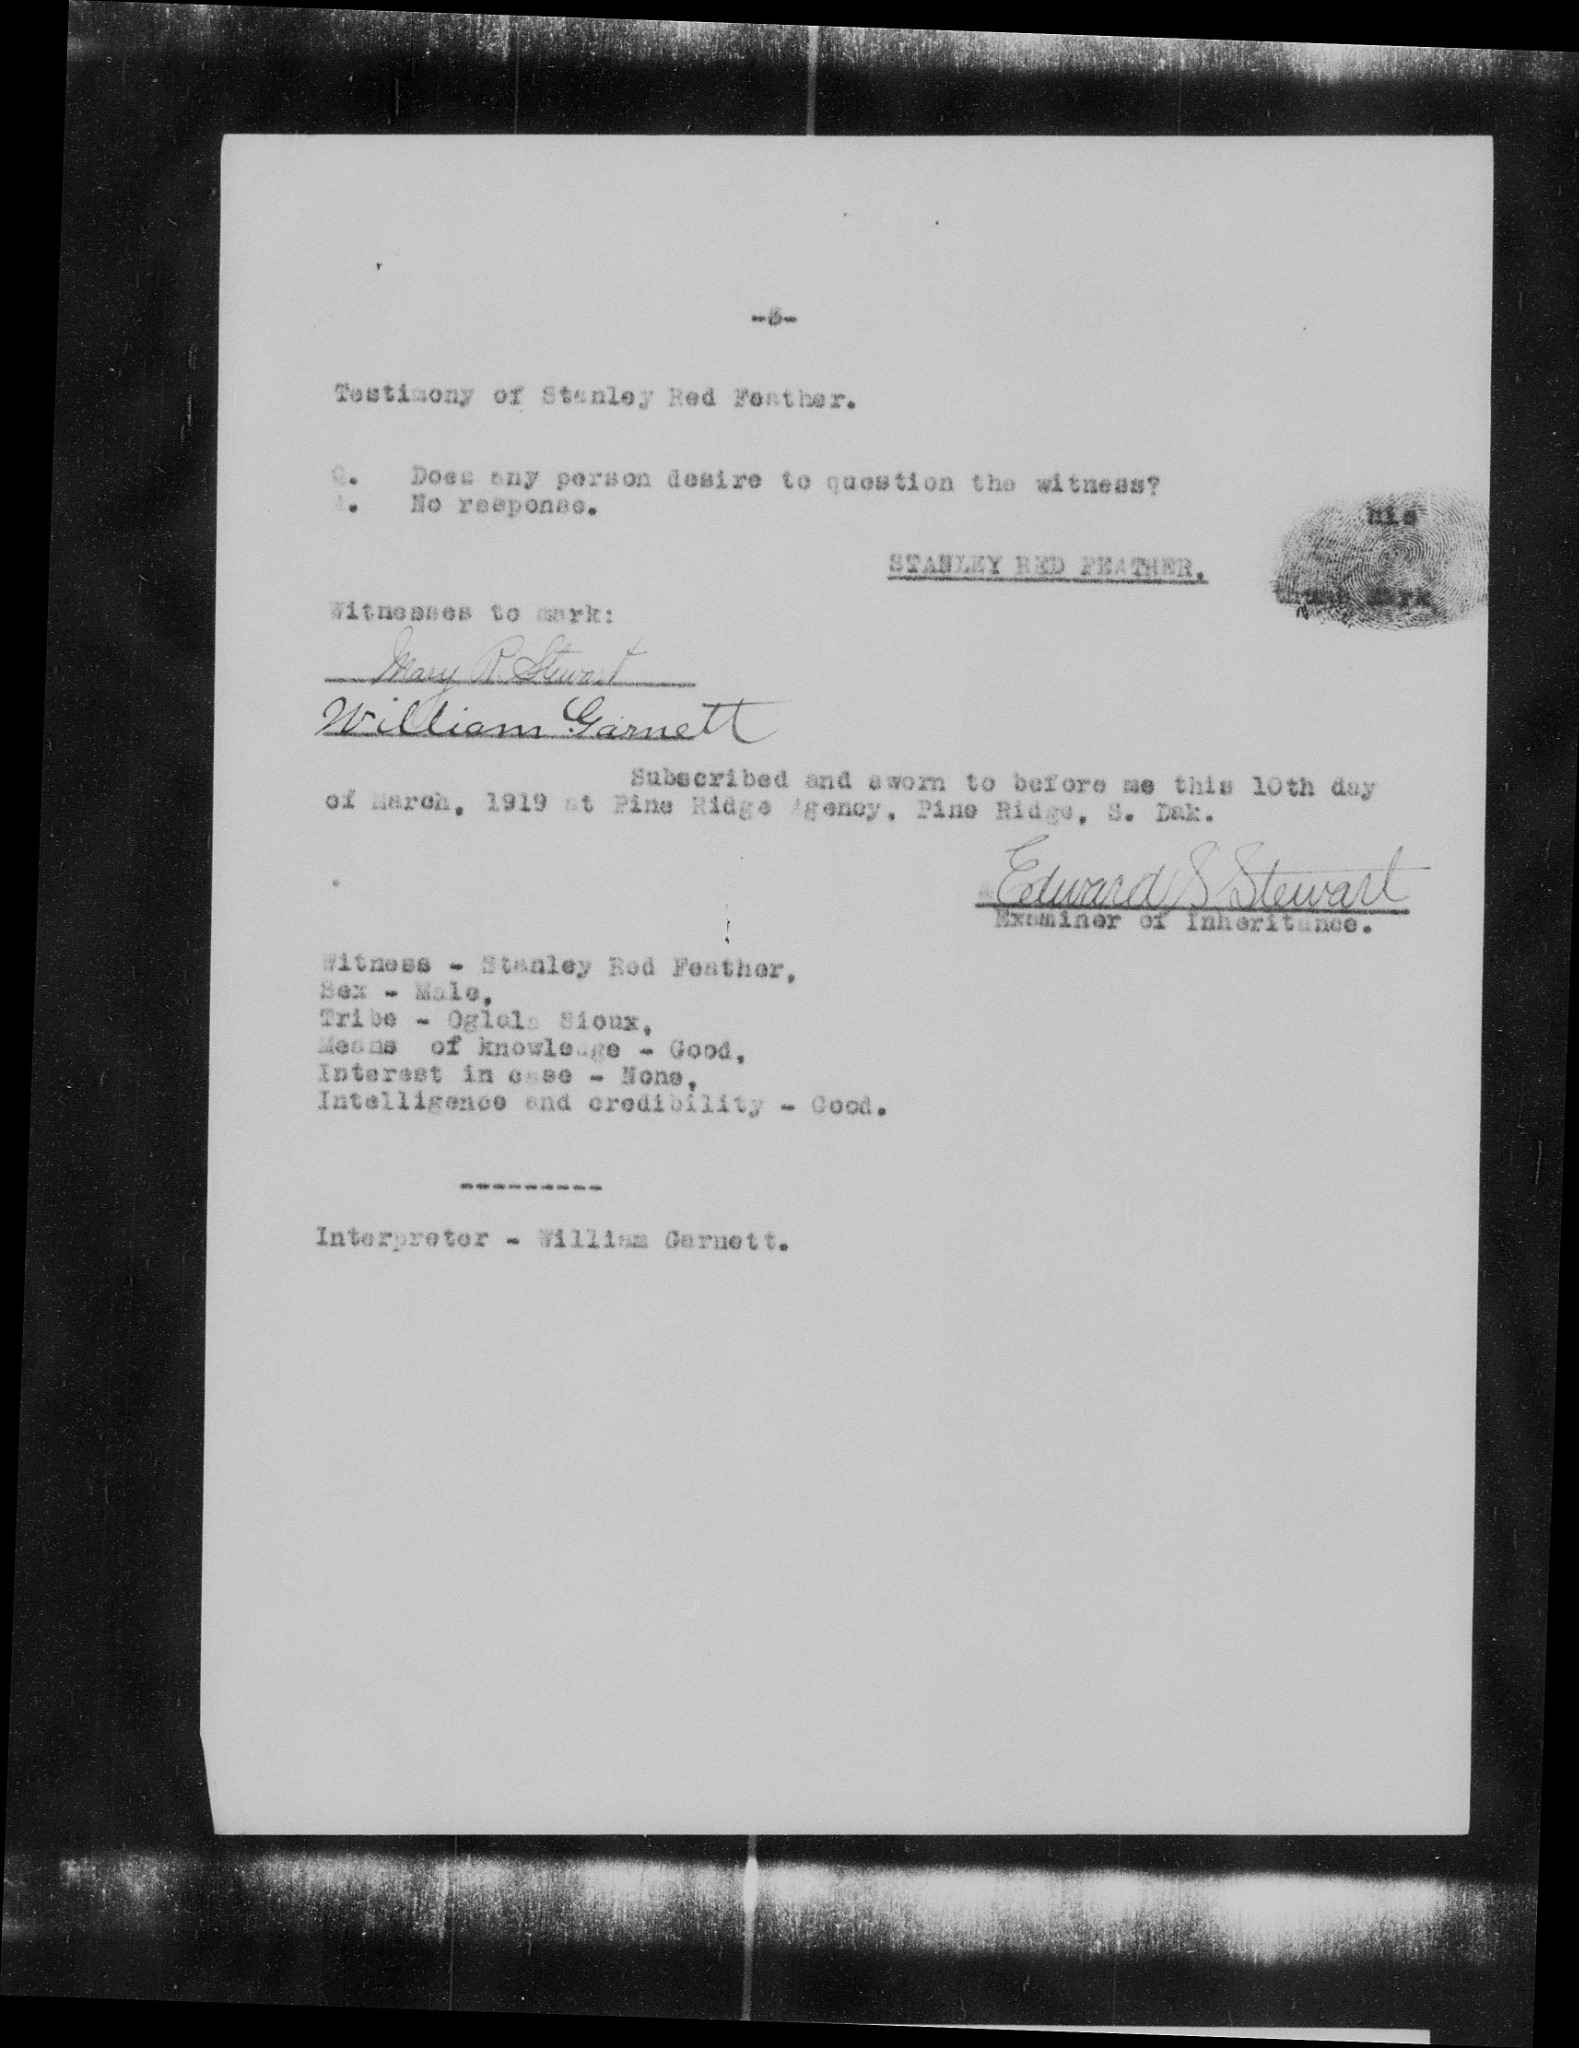 Testimony of Stanley Red Feather.
Q. Does any person desire to question the witness?
A. No response.
his
STANLEY RED FEATHER.
thumb mark
Witnesses to mark:
Mary R. Stewart
William Garnett
Subscribed and sworn to before me this 10th day
of March, 1919 at Pine Ridge Agency, Pine Ridge, S. Dak.
Edward S Stewart
Examiner of Inheritance.
Witness - Stanley Red Feather,
Sex - Male,
Tribe - Oglala Sioux,
Means of knowledge - Good,
Interest in case - None,
Intelligence and credibility - Good.
---------
Interpreter - William Garnett.